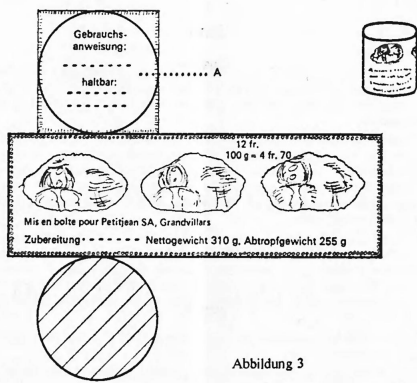 Gebrauchs-
anweisung:
haltbar:
A
12 fr.
100 g = 4 fr. 70
Mis en boîte pour Petitjean SA, Grandvillars
Zubereitung - - - - - - Nettogewicht 310 g, Abtropfgewicht 255 g
Abbildung 3